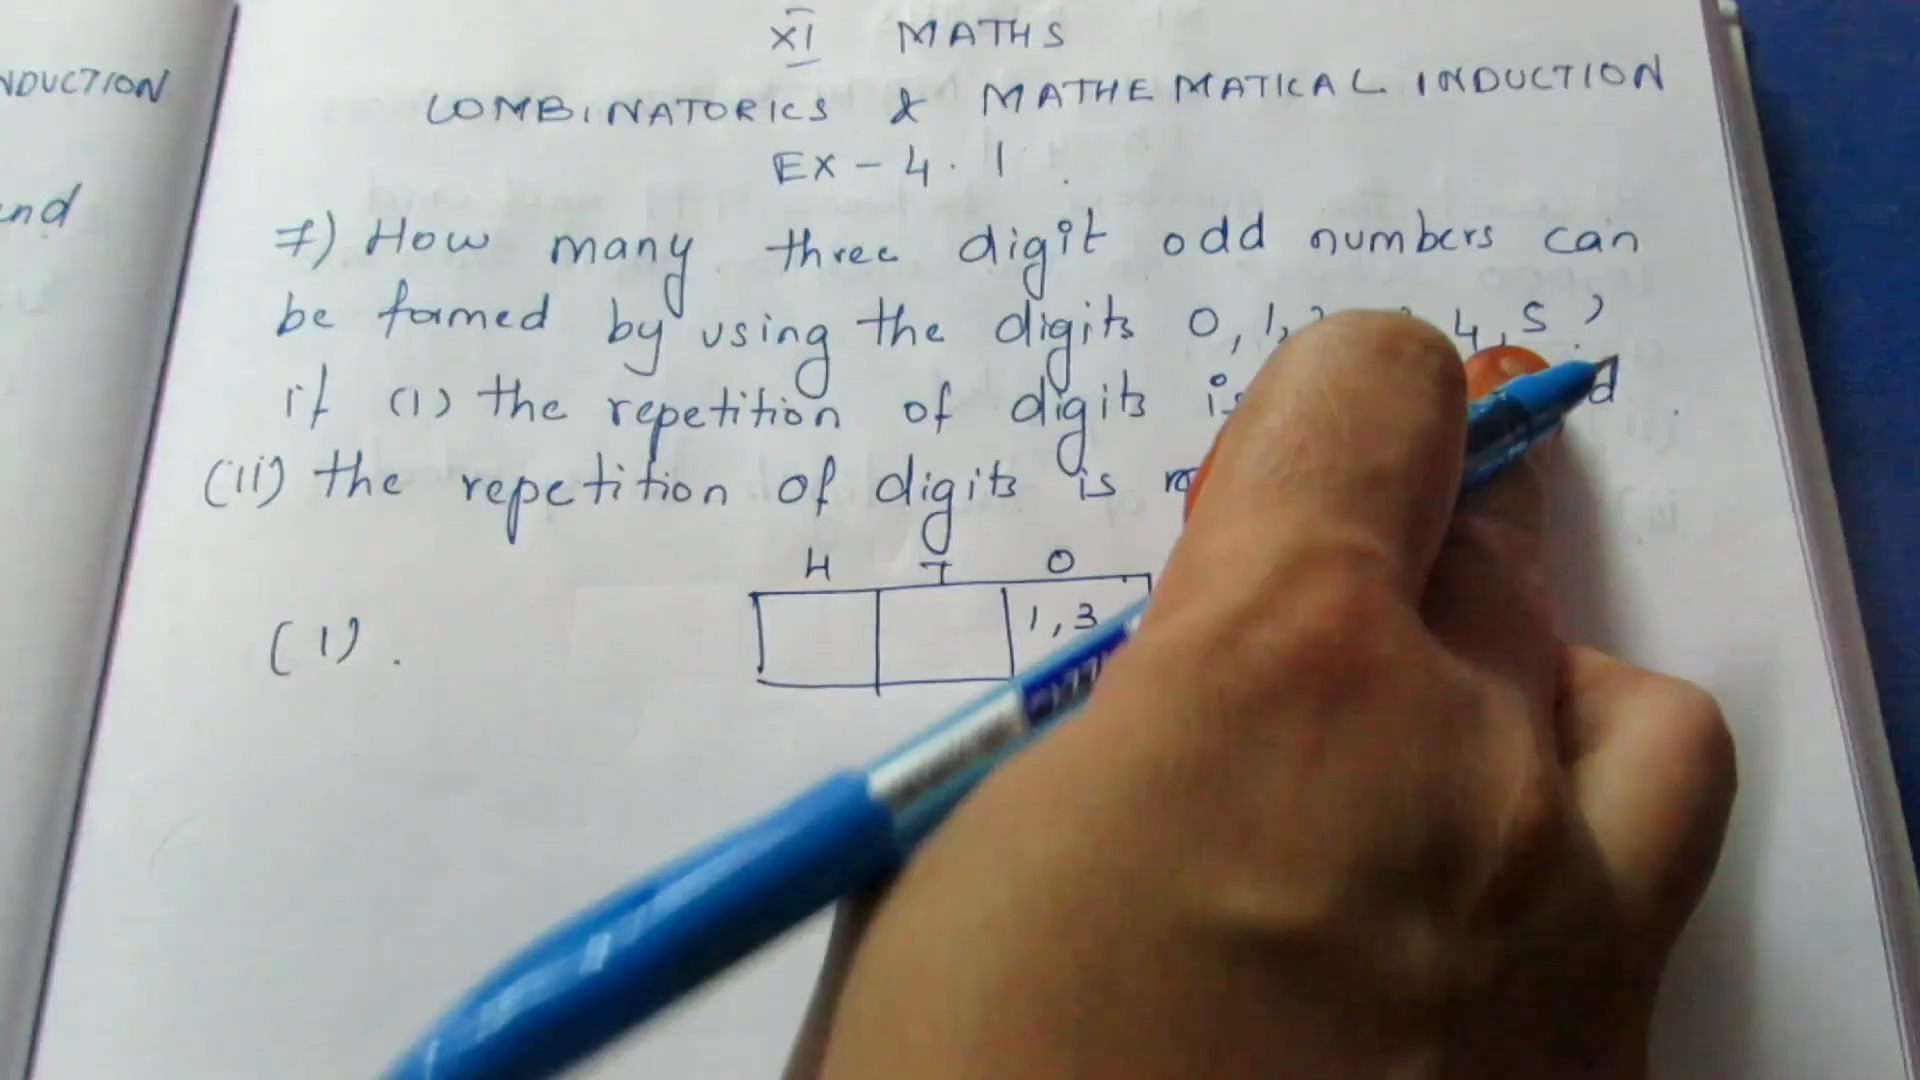 NDUCTION
nd
XI MATHS
COMBINATORICS & MATHEMATICAL INDUCTION
EX - 4.1
7) How many three digit odd numbers can
be formed by using the digits 0, 1, 4, 5 ?
if (i) the repetition of digits is
(ii) the repetition of digits is
H T O
(i). 1, 3